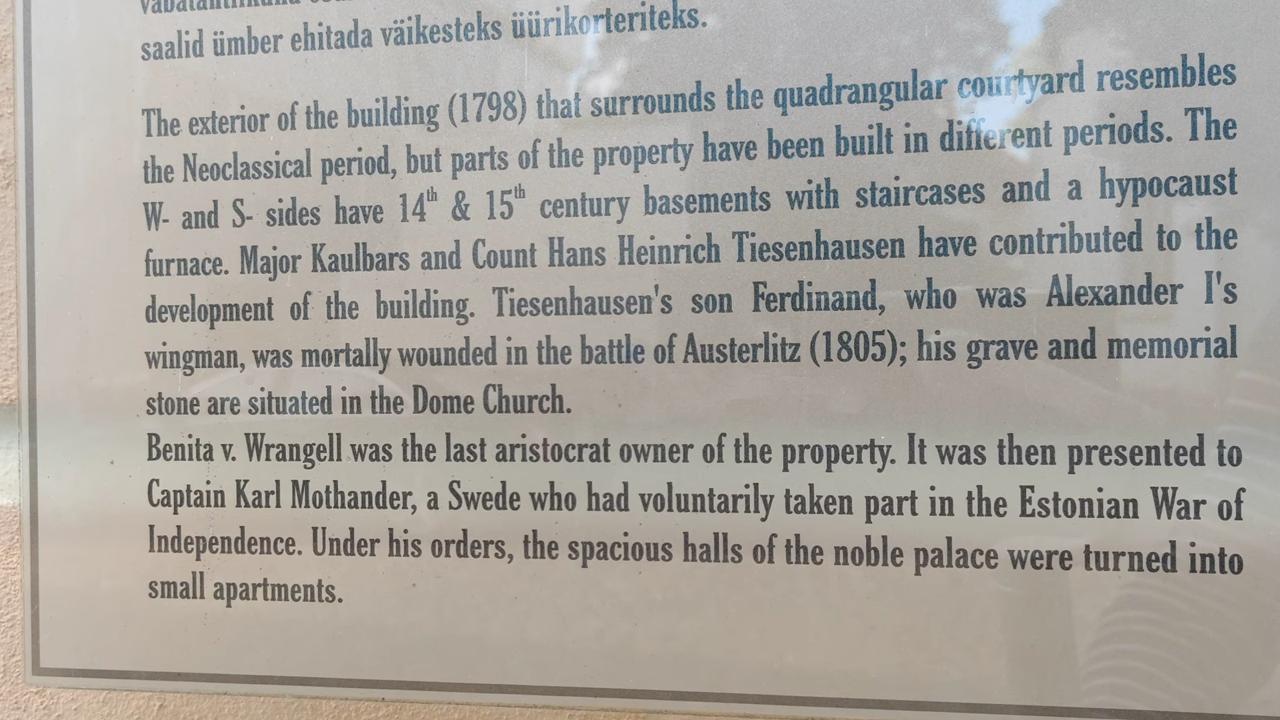 saalid ümber ehitada väikesteks üürikorteriteks.
The exterior of the building (1798) that surrounds the quadrangular courtyard resembles
the Neoclassical period, but parts of the property have been built in different periods. The
W- and S- sides have 14th & 15th century basements with staircases and a hypocaust
furnace. Major Kaulbars and Count Hans Heinrich Tiesenhausen have contributed to the
development of the building. Tiesenhausen's son Ferdinand, who was Alexander I's
wingman, was mortally wounded in the battle of Austerlitz (1805); his grave and memorial
stone are situated in the Dome Church.
Benita v. Wrangell was the last aristocrat owner of the property. It was then presented to
Captain Karl Mothander, a Swede who had voluntarily taken part in the Estonian War of
Independence. Under his orders, the spacious halls of the noble palace were turned into
small apartments.